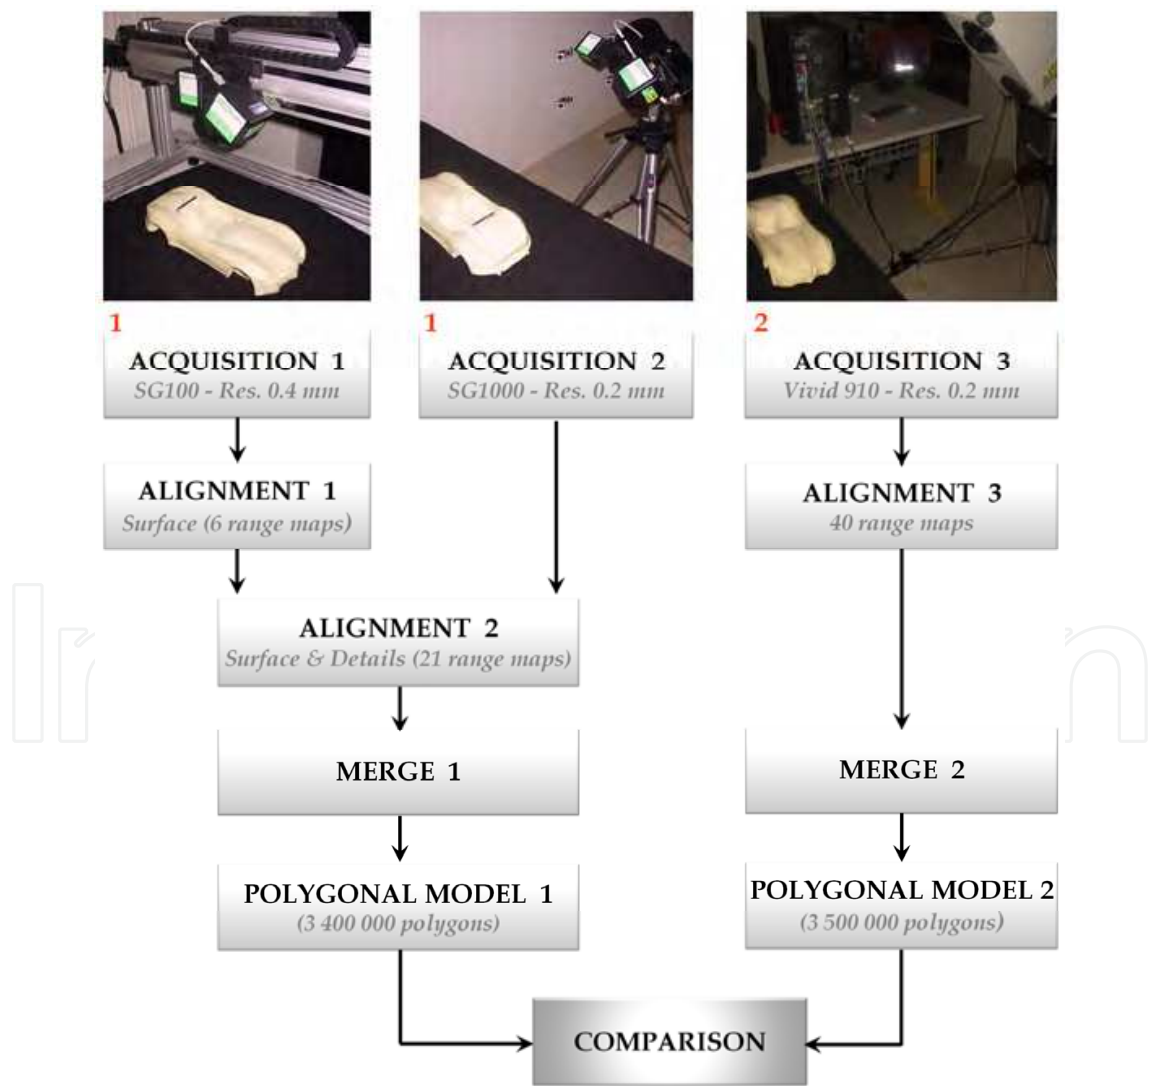 1
1
2
ACQUISITION 1
SG100 - Res. 0.4 mm
ACQUISITION 2
SG1000 - Res. 0.2 mm
ACQUISITION 3
Vivid 910 - Res. 0.2 mm
ALIGNMENT 1
Surface (6 range maps)
ALIGNMENT 3
40 range maps
ALIGNMENT 2
Surface & Details (21 range maps)
MERGE 1
MERGE 2
POLYGONAL MODEL 1
(3 400 000 polygons)
POLYGONAL MODEL 2
(3 500 000 polygons)
COMPARISON